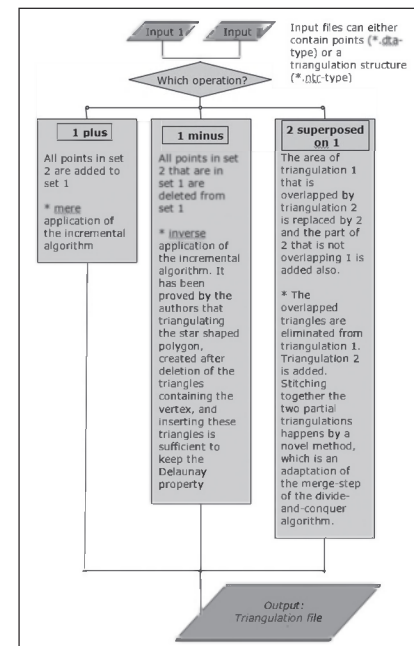 Input 1
Input
Input files can either
contain points (*.dta-
type) or a
triangulation structure
(*.ntr-type)
Which operation?
1 plus
All points in set
2 are added to
set 1
* mere
application of
the incremental
algorithm
1 minus
All points in set
2 that are in
set 1 are
deleted from
set 1
* inverse
application of
the incremental
algorithm. It
has been
proved by the
authors that
triangulating
the star shaped
polygon,
created after
deletion of the
triangles
containing the
vertex, and
inserting these
triangles is
sufficient to
keep the
Delaunay
property
2 superposed
on 1
The area of
triangulation 1
that is
overlapped by
triangulation 2
is replaced by 2
and the part of
2 that is not
overlapping 1 is
added also.
* The
overlapped
triangles are
eliminated from
triangulation 1.
Triangulation 2
is added.
Stitching
together the
two partial
triangulations
happens by a
novel method,
which is an
adaptation of
the merge-step
of the divide-
and-conquer
algorithm.
Output:
Triangulation file